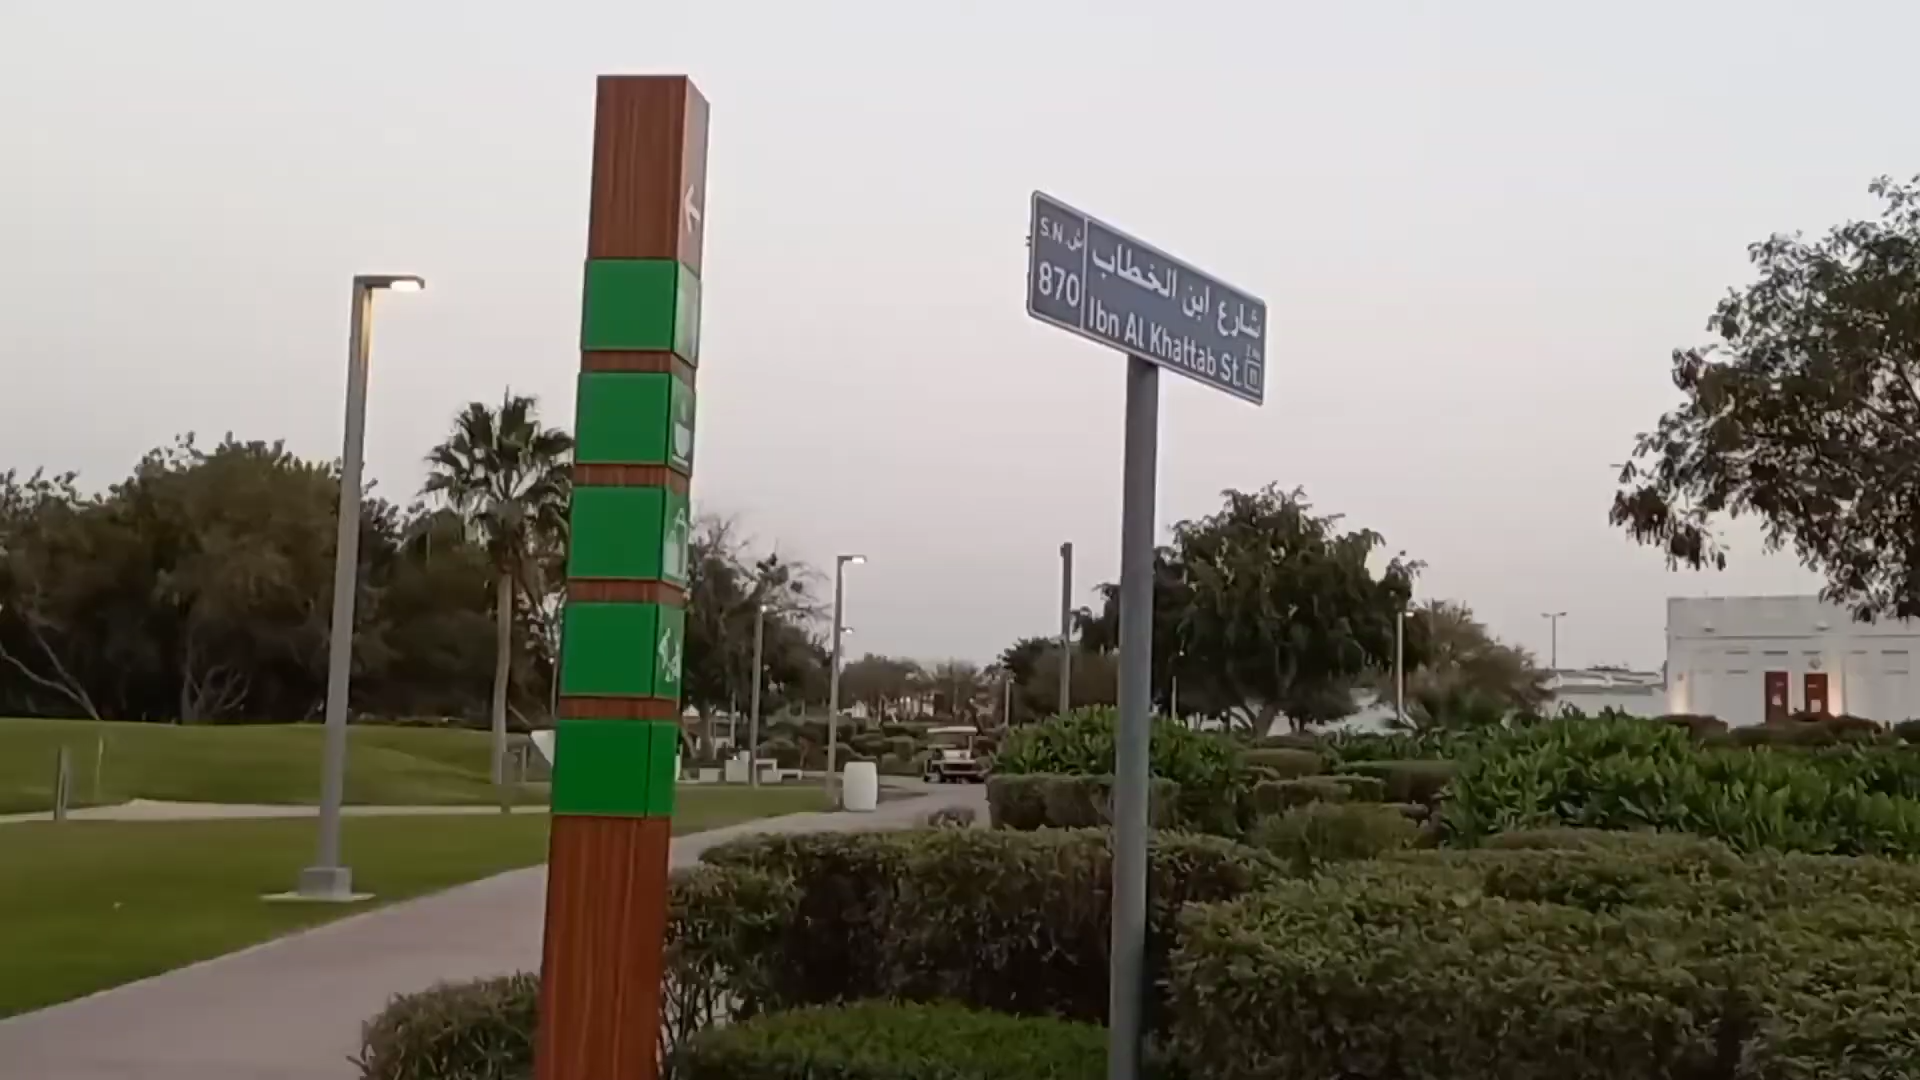 S.N. ش.
870
شارع ابن الخطاب
Ibn Al Khattab St.